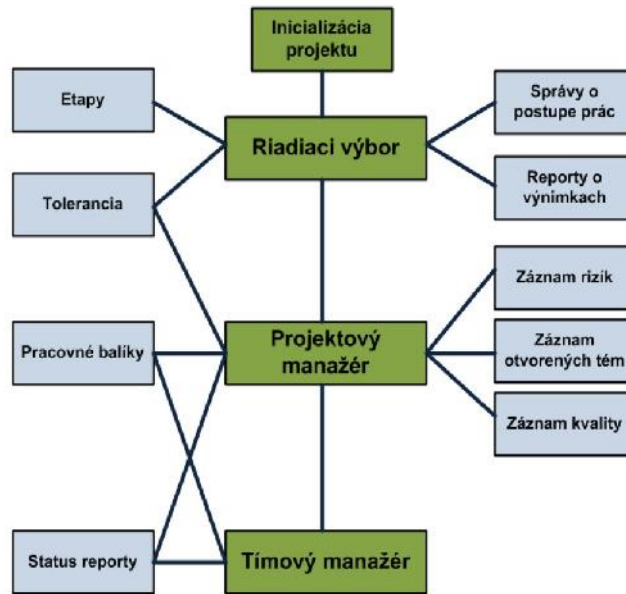 Inicializácia
projektu
Etapy
Správy o
postupe prác
Riadiaci výbor
Tolerancia
Reporty o
výnimkach
Záznam rizík
Pracovné balíky
Projektový
manažér
Záznam
otvorených tém
Záznam kvality
Status reporty
Tímový manažér